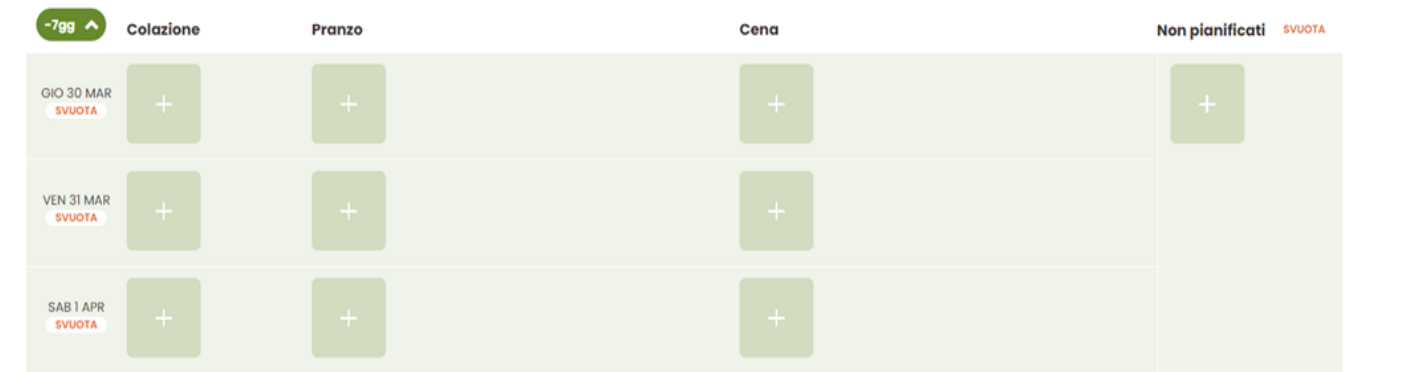 -7gg Colazione Pranzo Cena Non pianificati SVUOTA
GIO 30 MAR
SVUOTA
VEN 31 MAR
SVUOTA
SAB 1 APR
SVUOTA